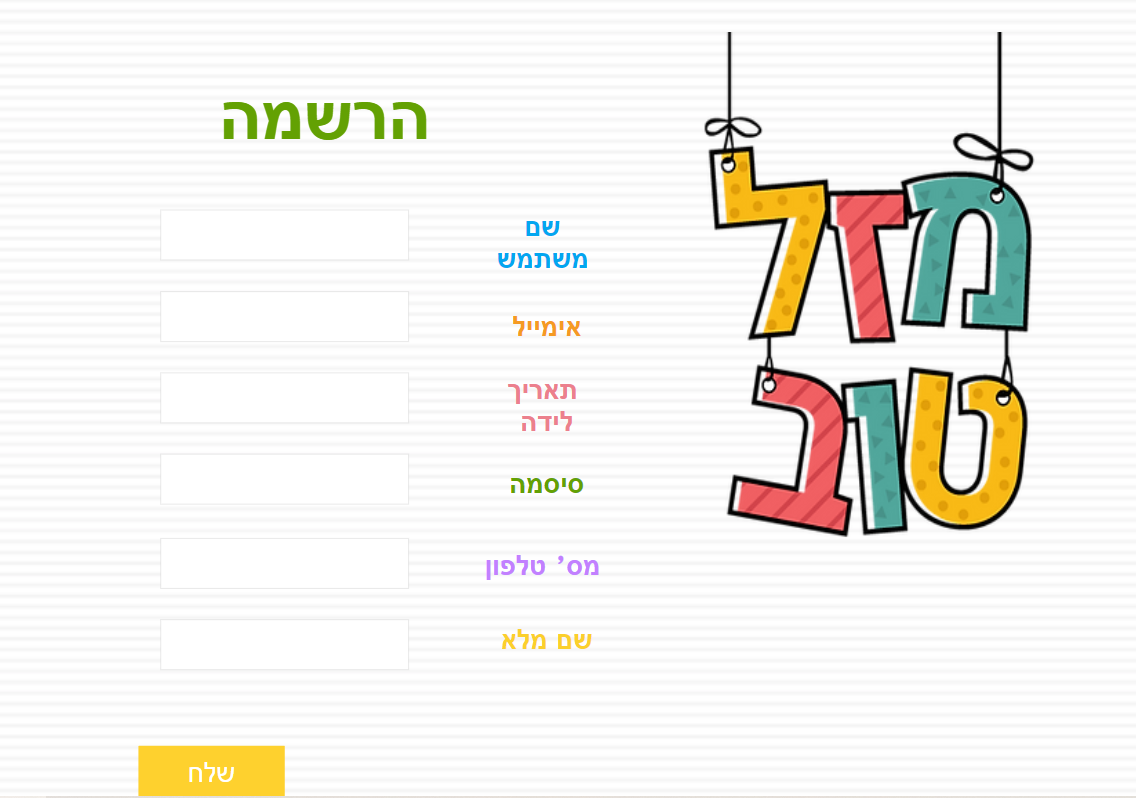 הרשמה
שם
משתמש
אימייל
תאריך
לידה
סיסמה
מס' טלפון
שם מלא
שלח
מזל
טוב